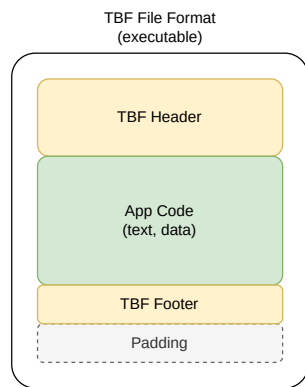 TBF File Format
(executable)
TBF Header
App Code
(text, data)
TBF Footer
Padding